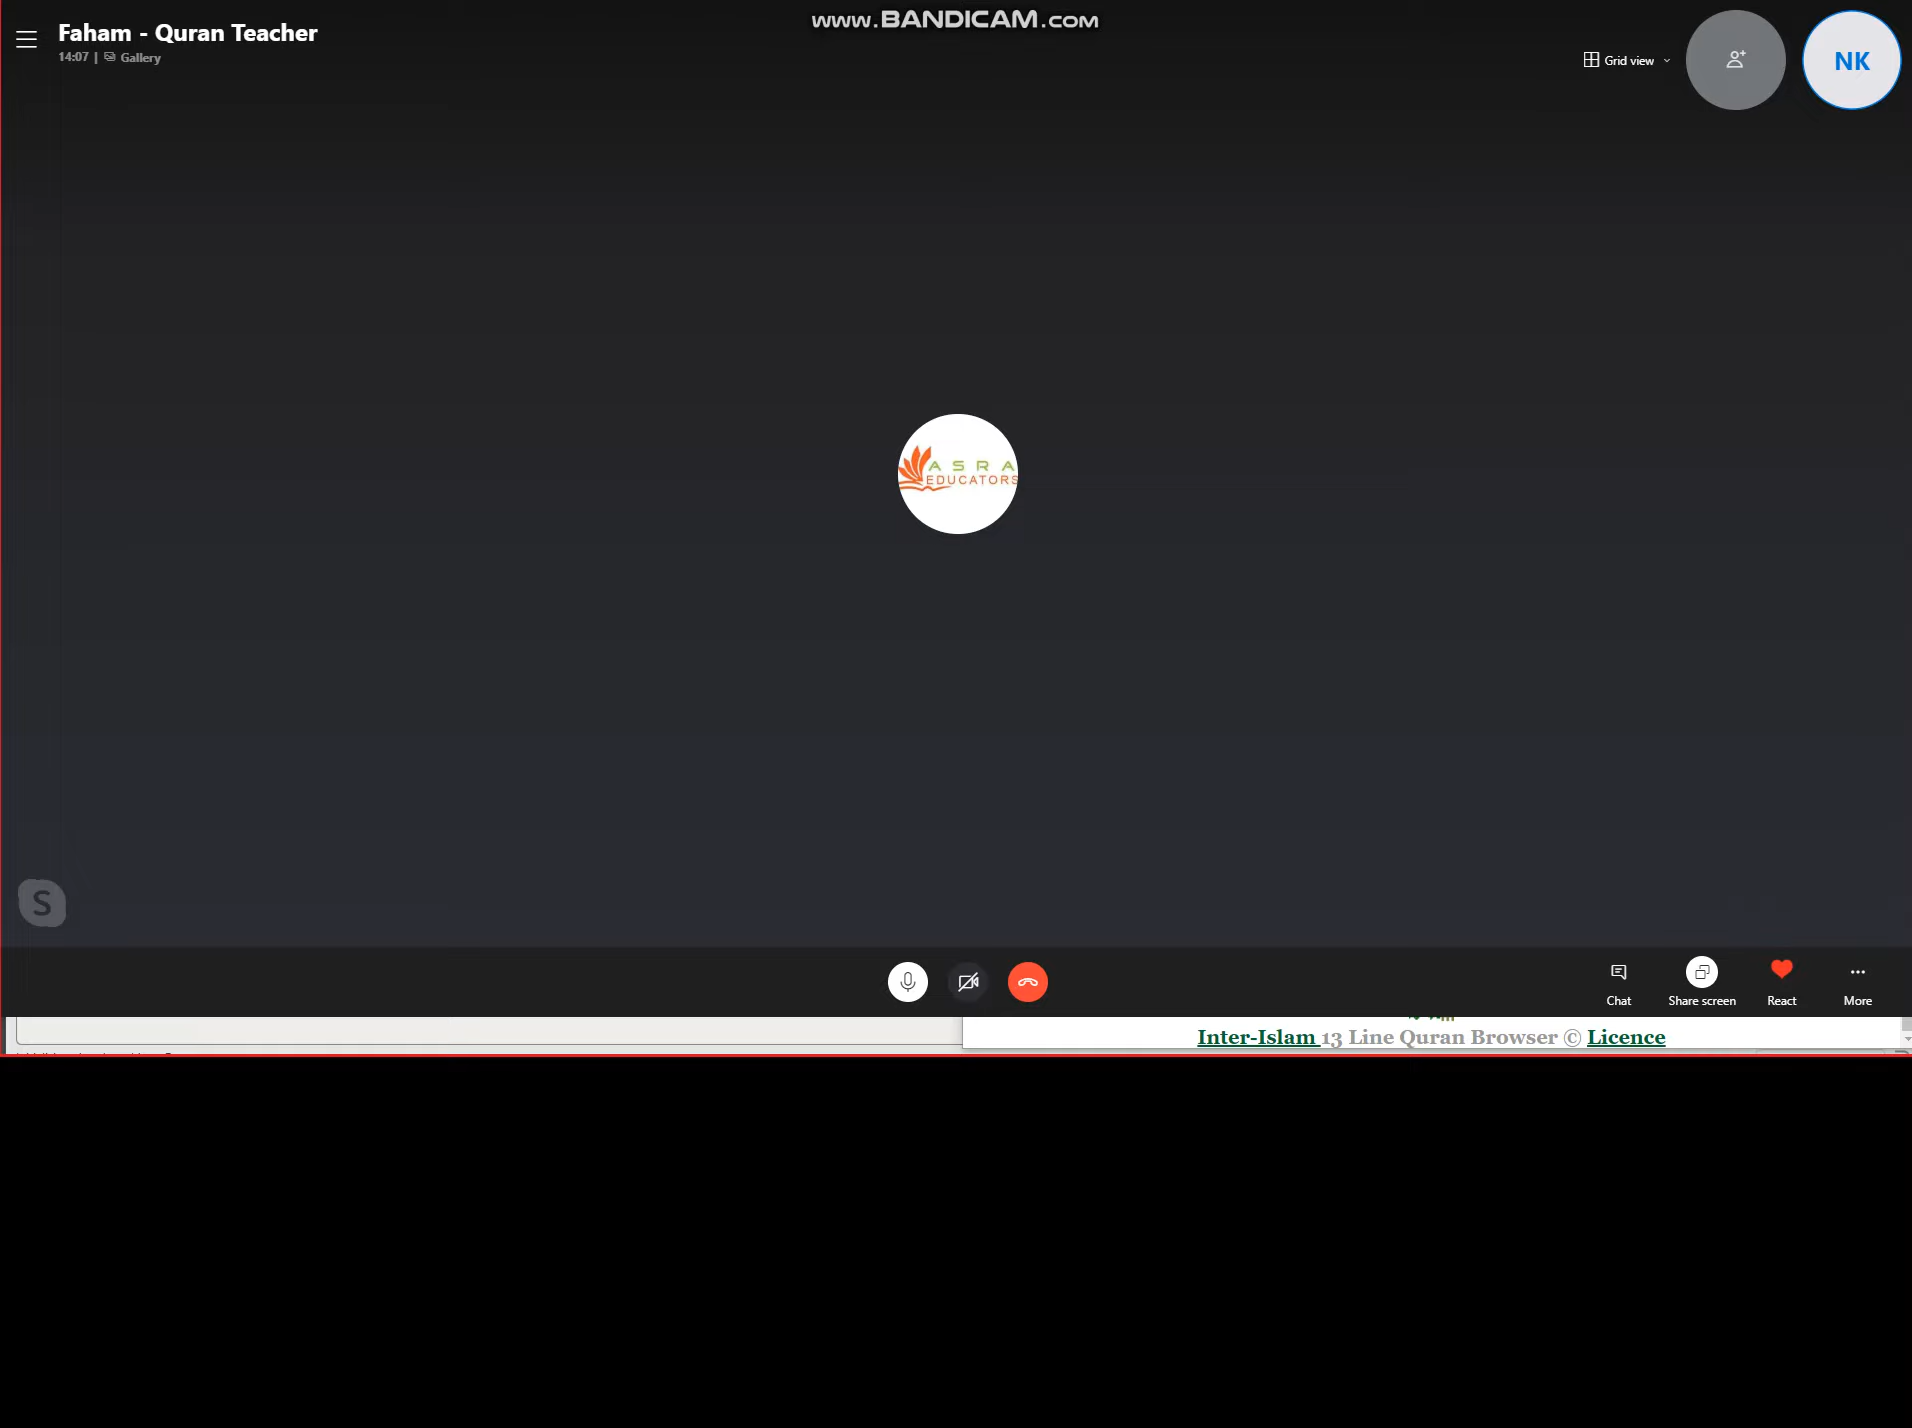 www.BANDICAM.com
Faham - Quran Teacher
14:07 | Gallery
Grid view
NK
ASRA
EDUCATORS
S
Chat
Share screen
React
More
Inter-Islam 13 Line Quran Browser © Licence